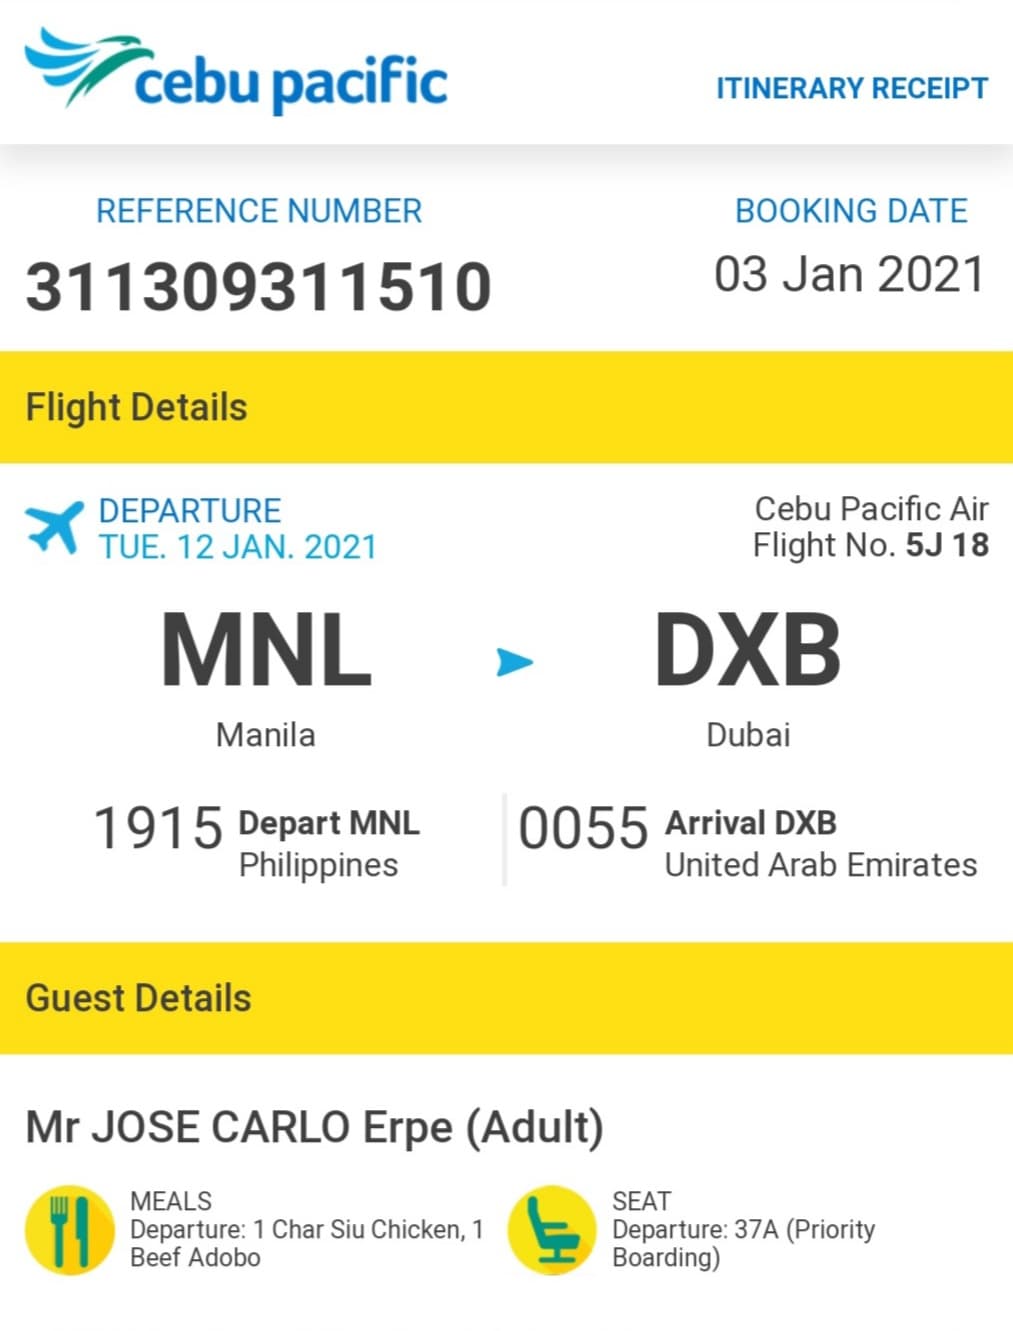 cebu pacific
ITINERARY RECEIPT
REFERENCE NUMBER
311309311510
BOOKING DATE
03 Jan 2021
Flight Details
DEPARTURE
TUE. 12 JAN. 2021
Cebu Pacific Air
Flight No. 5J 18
MNL
Manila
DXB
Dubai
1915 Depart MNL
Philippines
0055 Arrival DXB
United Arab Emirates
Guest Details
Mr JOSE CARLO Erpe (Adult)
MEALS
Departure: 1 Char Siu Chicken, 1
Beef Adobo
SEAT
Departure: 37A (Priority
Boarding)